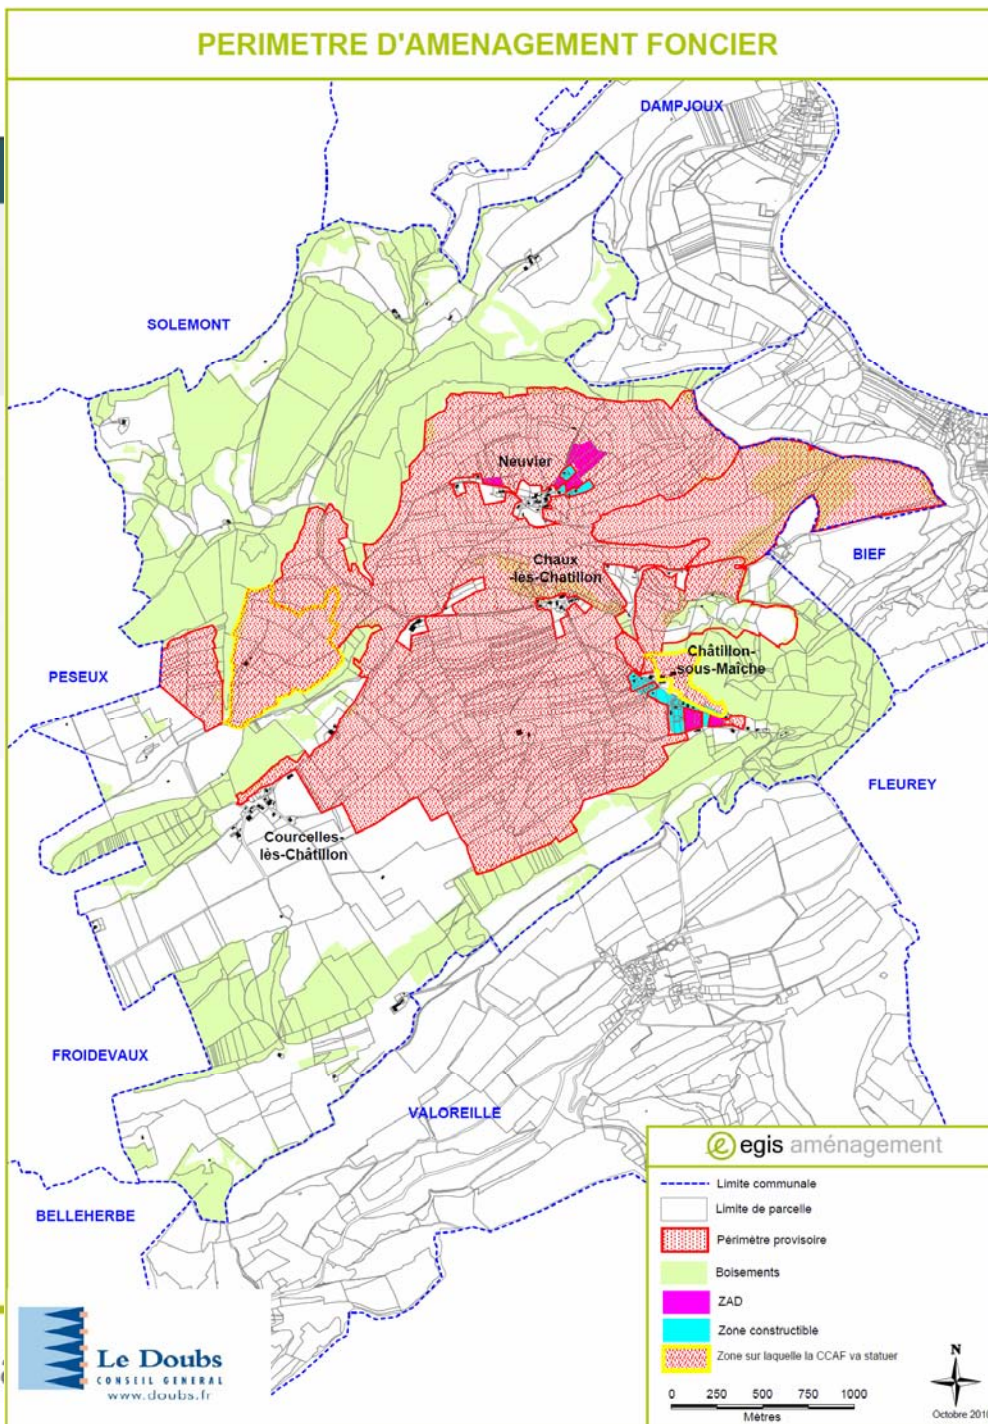 PERIMETRE D'AMENAGEMENT FONCIER
DAMPJOUX
SOLEMONT
Neuvier
Chaux
-lès-Chatillon
BIEF
PESEUX
Châtillon-
sous-Maîche
FLEUREY
Courcelles-
lès-Châtillon
FROIDEVAUX
VALOREILLE
BELLEHERBE
egis aménagement
Limite communale
Limite de parcelle
Périmètre provisoire
Boisements
ZAD
Zone constructible
Zone sur laquelle la CCAF va statuer
0 250 500 750 1000
Mètres
N
Le Doubs
CONSEIL GENERAL
www.doubs.fr